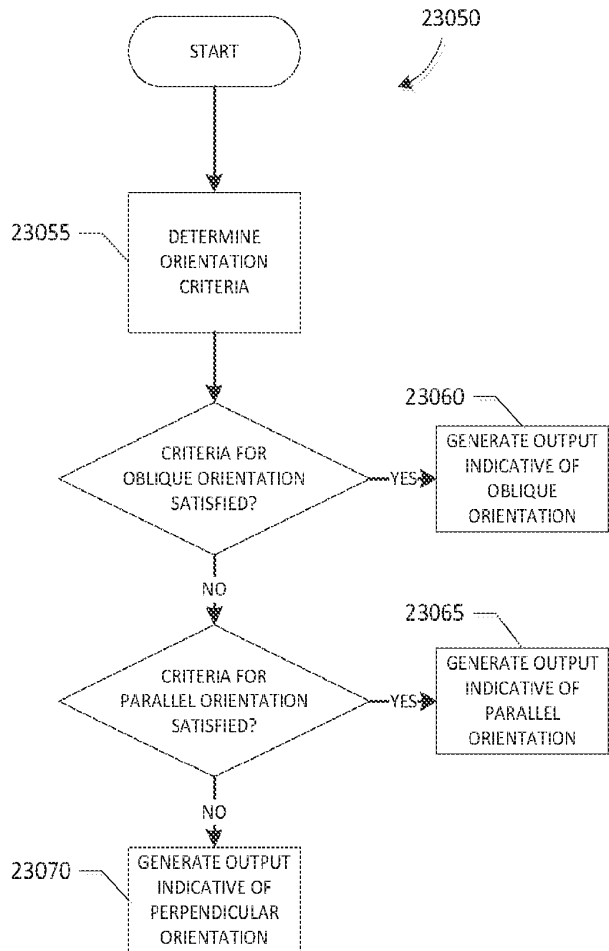 23050
START
23055
DETERMINE
ORIENTATION
CRITERIA
CRITERIA FOR
OBLIQUE ORIENTATION
SATISFIED?
YES
23060
GENERATE OUTPUT
INDICATIVE OF
OBLIQUE
ORIENTATION
NO
CRITERIA FOR
PARALLEL ORIENTATION
SATISFIED?
YES
23065
GENERATE OUTPUT
INDICATIVE OF
PARALLEL
ORIENTATION
NO
23070
GENERATE OUTPUT
INDICATIVE OF
PERPENDICULAR
ORIENTATION